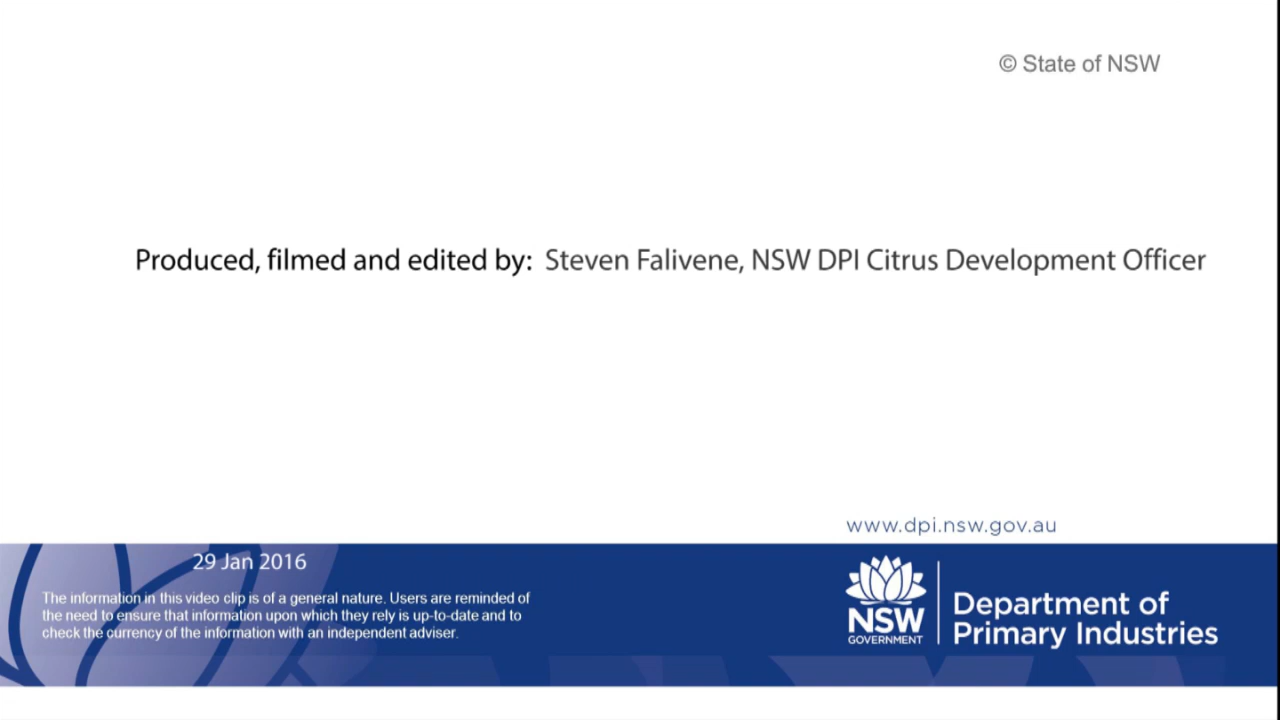 © State of NSW
Produced, filmed and edited by: Steven Falivene, NSW DPI Citrus Development Officer
www.dpi.nsw.gov.au
29 Jan 2016
The information in this video clip is of a general nature. Users are reminded of
the need to ensure that information upon which they rely is up-to-date and to
check the currency of the information with an independent adviser.
NSW
GOVERNMENT
Department of
Primary Industries